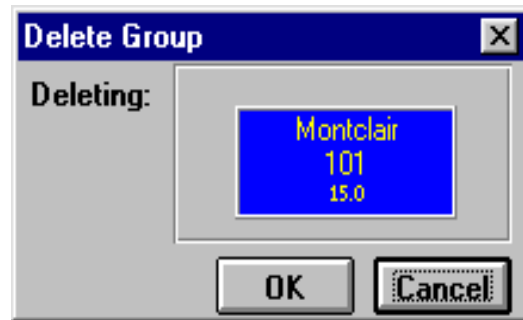 Delete Group
Deleting:
Montclair
101
15.0
OK
Cancel